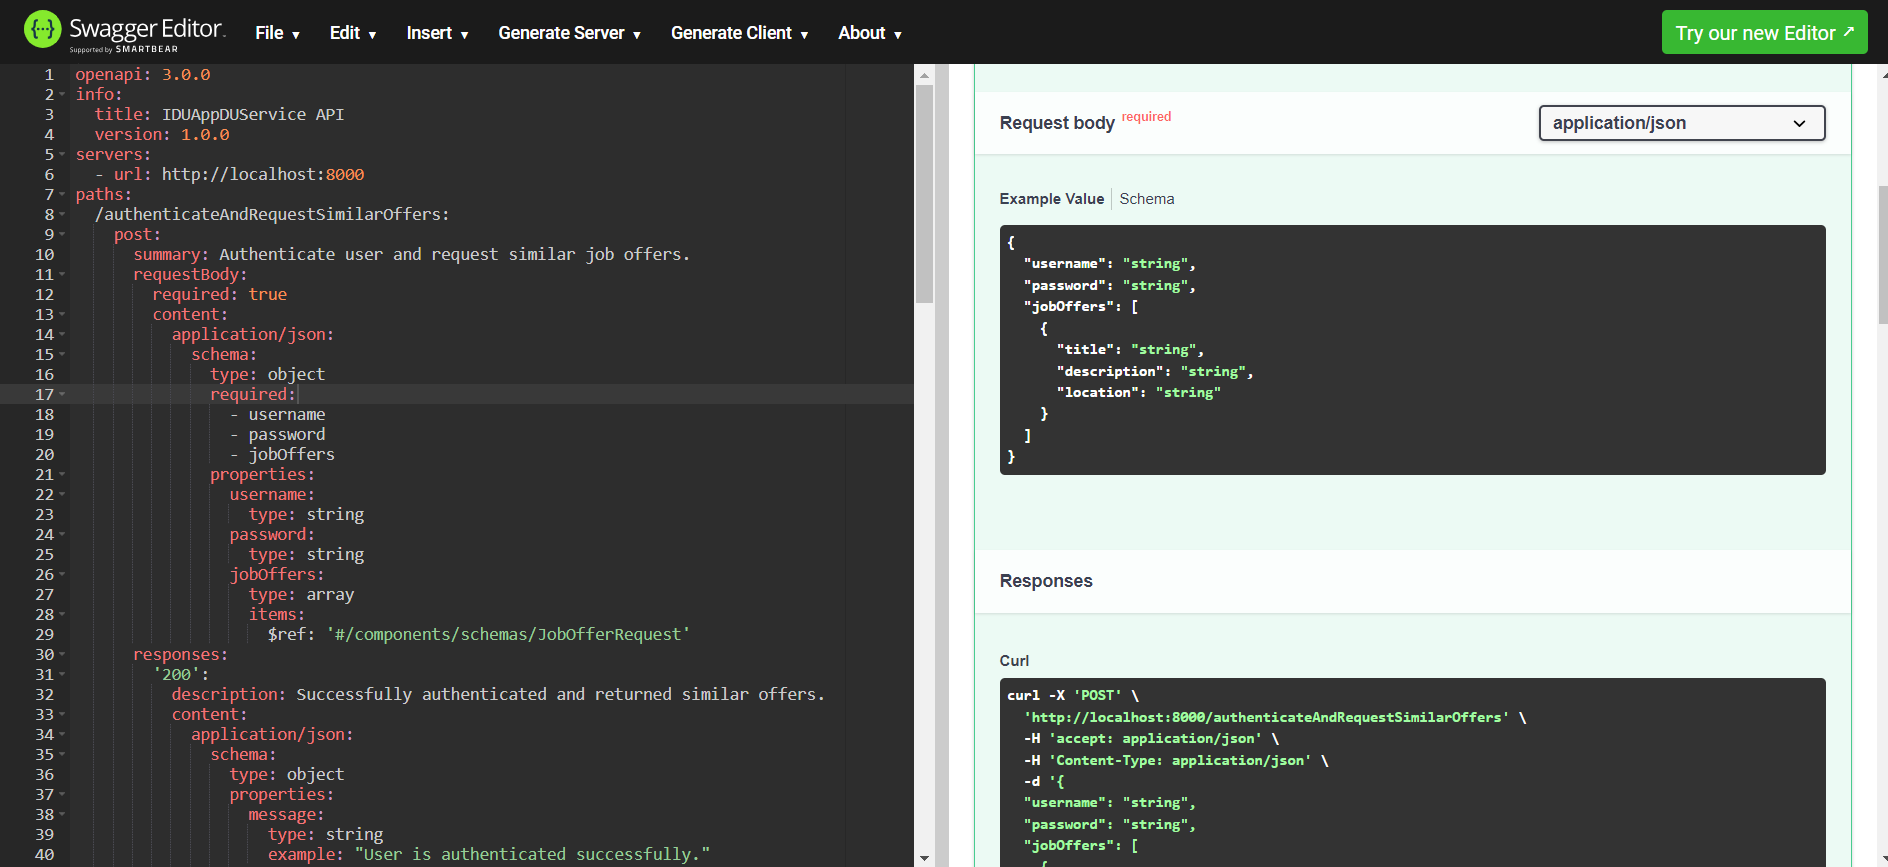 Swagger Editor.
Supported by SMARTBEAR
File ▾
Edit ▾
Insert ▾
Generate Server ▾
Generate Client ▾
About ▾
Try our new Editor ↗
1 openapi: 3.0.0
2 info:
3   title: IDUAppDUService API
4   version: 1.0.0
5 servers:
6   - url: http://localhost:8000
7 paths:
8   /authenticateAndRequestSimilarOffers:
9     post:
10       summary: Authenticate user and request similar job offers.
11       requestBody:
12         required: true
13         content:
14           application/json:
15             schema:
16               type: object
17               required:
18                 - username
19                 - password
20                 - jobOffers
21               properties:
22                 username:
23                   type: string
24                 password:
25                   type: string
26                 jobOffers:
27                   type: array
28                   items:
29                     $ref: '#/components/schemas/JobOfferRequest'
30       responses:
31         '200':
32           description: Successfully authenticated and returned similar offers.
33           content:
34             application/json:
35               schema:
36                 type: object
37                 properties:
38                   message:
39                     type: string
40                     example: "User is authenticated successfully."
Request body required
application/json
Example Value | Schema
{
  "username": "string",
  "password": "string",
  "jobOffers": [
    {
      "title": "string",
      "description": "string",
      "location": "string"
    }
  ]
}
Responses
Curl
curl -X 'POST' \
  'http://localhost:8000/authenticateAndRequestSimilarOffers' \
  -H 'accept: application/json' \
  -H 'Content-Type: application/json' \
  -d '{
  "username": "string",
  "password": "string",
  "jobOffers": [
    {